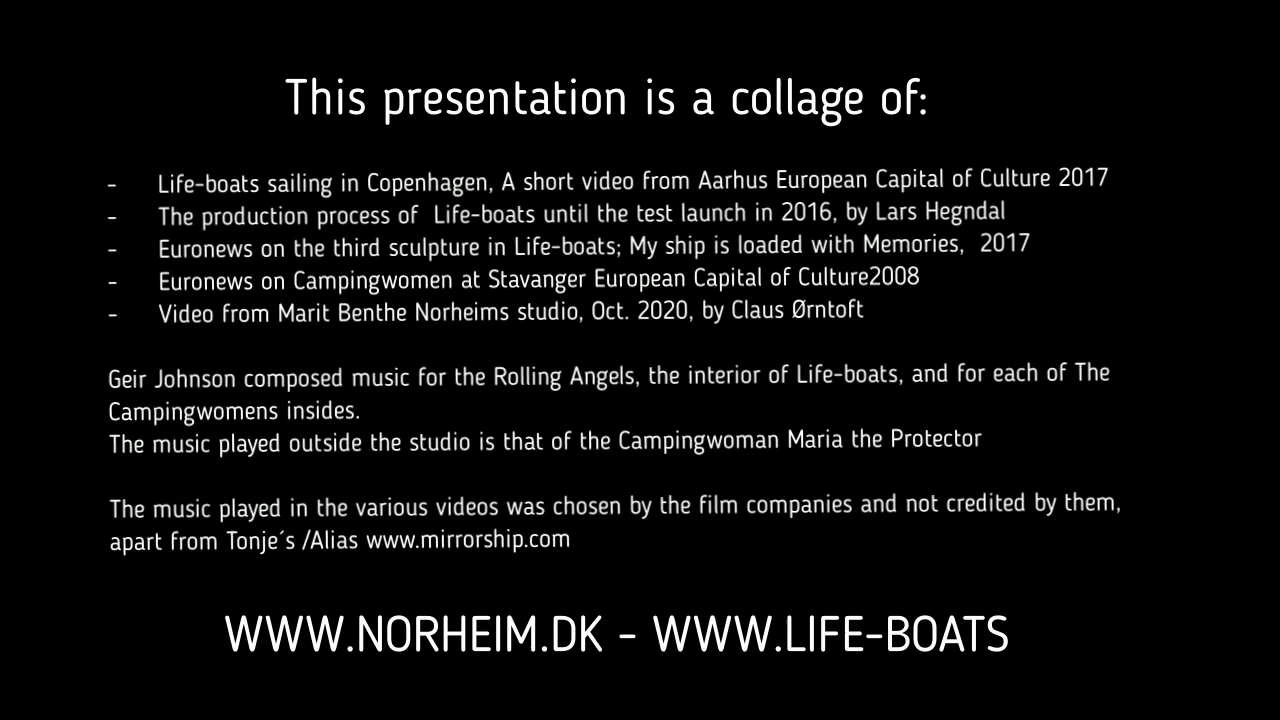 This presentation is a collage of:
- Life-boats sailing in Copenhagen, A short video from Aarhus European Capital of Culture 2017
- The production process of Life-boats until the test launch in 2016, by Lars Hegndal
- Euronews on the third sculpture in Life-boats; My ship is loaded with Memories, 2017
- Euronews on Campingwomen at Stavanger European Capital of Culture2008
- Video from Marit Benthe Norheims studio, Oct. 2020, by Claus Ørntoft
Geir Johnson composed music for the Rolling Angels, the interior of Life-boats, and for each of The
Campingwomens insides.
The music played outside the studio is that of the Campingwoman Maria the Protector
The music played in the various videos was chosen by the film companies and not credited by them,
apart from Tonje´s /Alias www.mirrorship.com
WWW.NORHEIM.DK - WWW.LIFE-BOATS